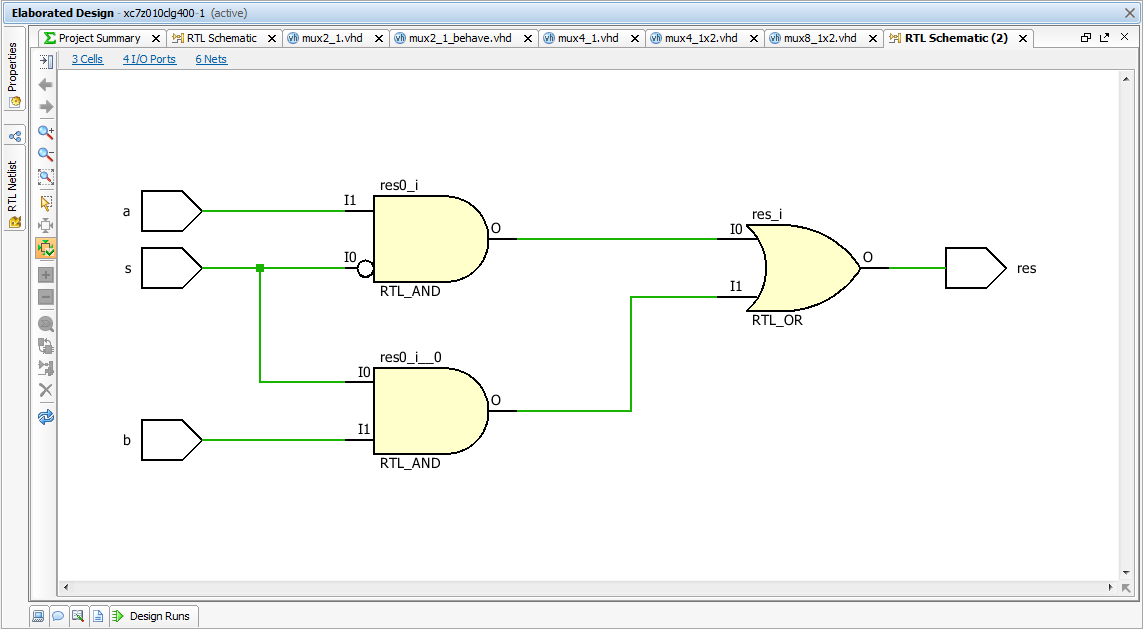 Elaborated Design - xc7z010clg400-1 (active)
Project Summary RTL Schematic mux2_1.vhd mux2_1_behave.vhd mux4_1.vhd mux4_1x2.vhd mux8_1x2.vhd RTL Schematic (2)
3 Cells 4 I/O Ports 6 Nets
Properties
RTL Netlist
res0_i
a I1
O
s I0
RTL_AND
res_i
I0
O
res
I1
RTL_OR
res0_i__0
I0
O
b I1
RTL_AND
Design Runs